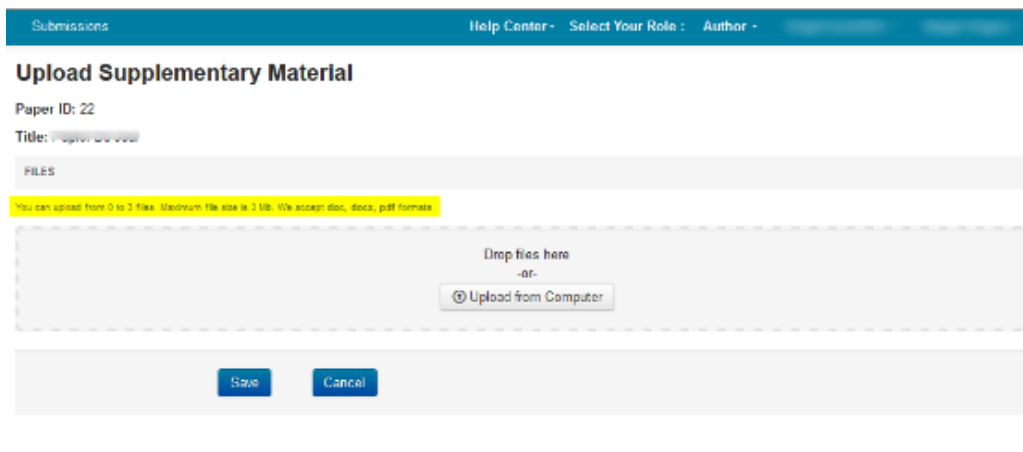 Submissions Help Center Select Your Role : Author
Upload Supplementary Material
Paper ID: 22
Title:
FILES
You can upload from 0 to 3 files. Maximum file size is 3 Mb. We accept doc, docx, pdf formats.
Drop files here
-or-
Upload from Computer
Save Cancel